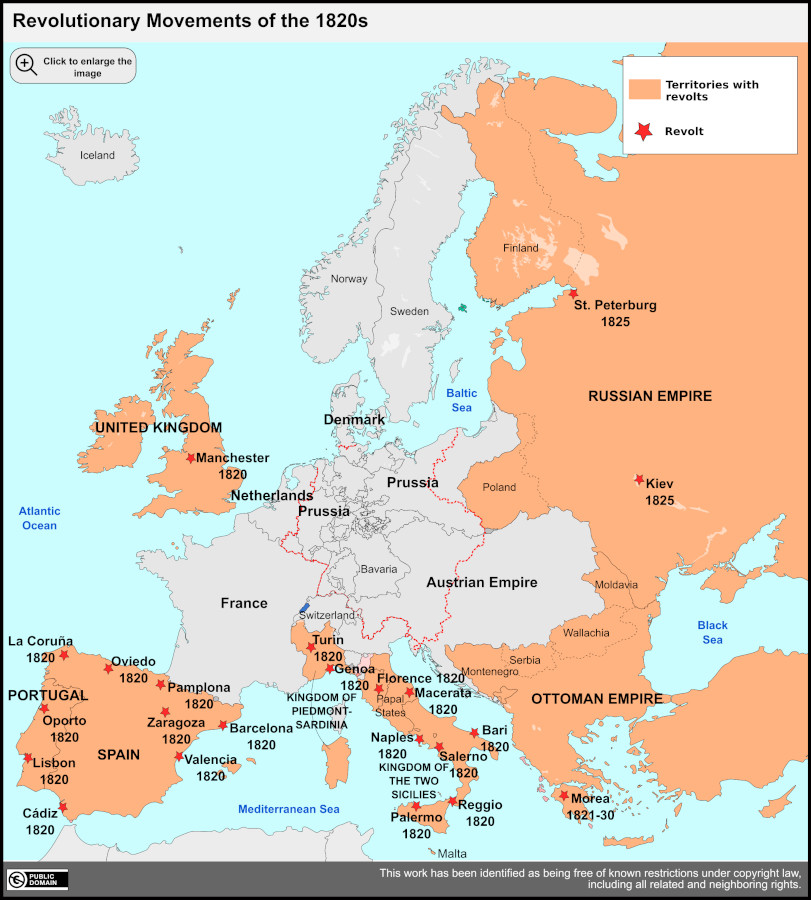 Revolutionary Movements of the 1820s
Click to enlarge the
image
Territories with
revolts
Revolt
Iceland
Finland
Norway
Sweden
St. Peterburg
1825
Baltic
Sea
RUSSIAN EMPIRE
Denmark
UNITED KINGDOM
Manchester
1820
Prussia
Poland
Kiev
1825
Netherlands
Prussia
Atlantic
Ocean
Bavaria
Austrian Empire
Moldavia
France
Switzerland
Wallachia
Black
Sea
La Coruña
1820
Oviedo
1820
Turin
1820
Serbia
Genoa
1820
Florence 1820
Montenegro
PORTUGAL
Pamplona
1820
KINGDOM OF
PIEDMONT-
SARDINIA
Papal
States
Macerata
1820
OTTOMAN EMPIRE
Oporto
1820
Zaragoza
1820
Barcelona
1820
Naples
1820
Bari
1820
SPAIN
Lisbon
1820
Valencia
1820
Salerno
1820
KINGDOM OF
THE TWO
SICILIES
Cádiz
1820
Mediterranean Sea
Palermo
1820
Reggio
1820
Morea
1821-30
Malta
PUBLIC
DOMAIN
This work has been identified as being free of known restrictions under copyright law,
including all related and neighboring rights.